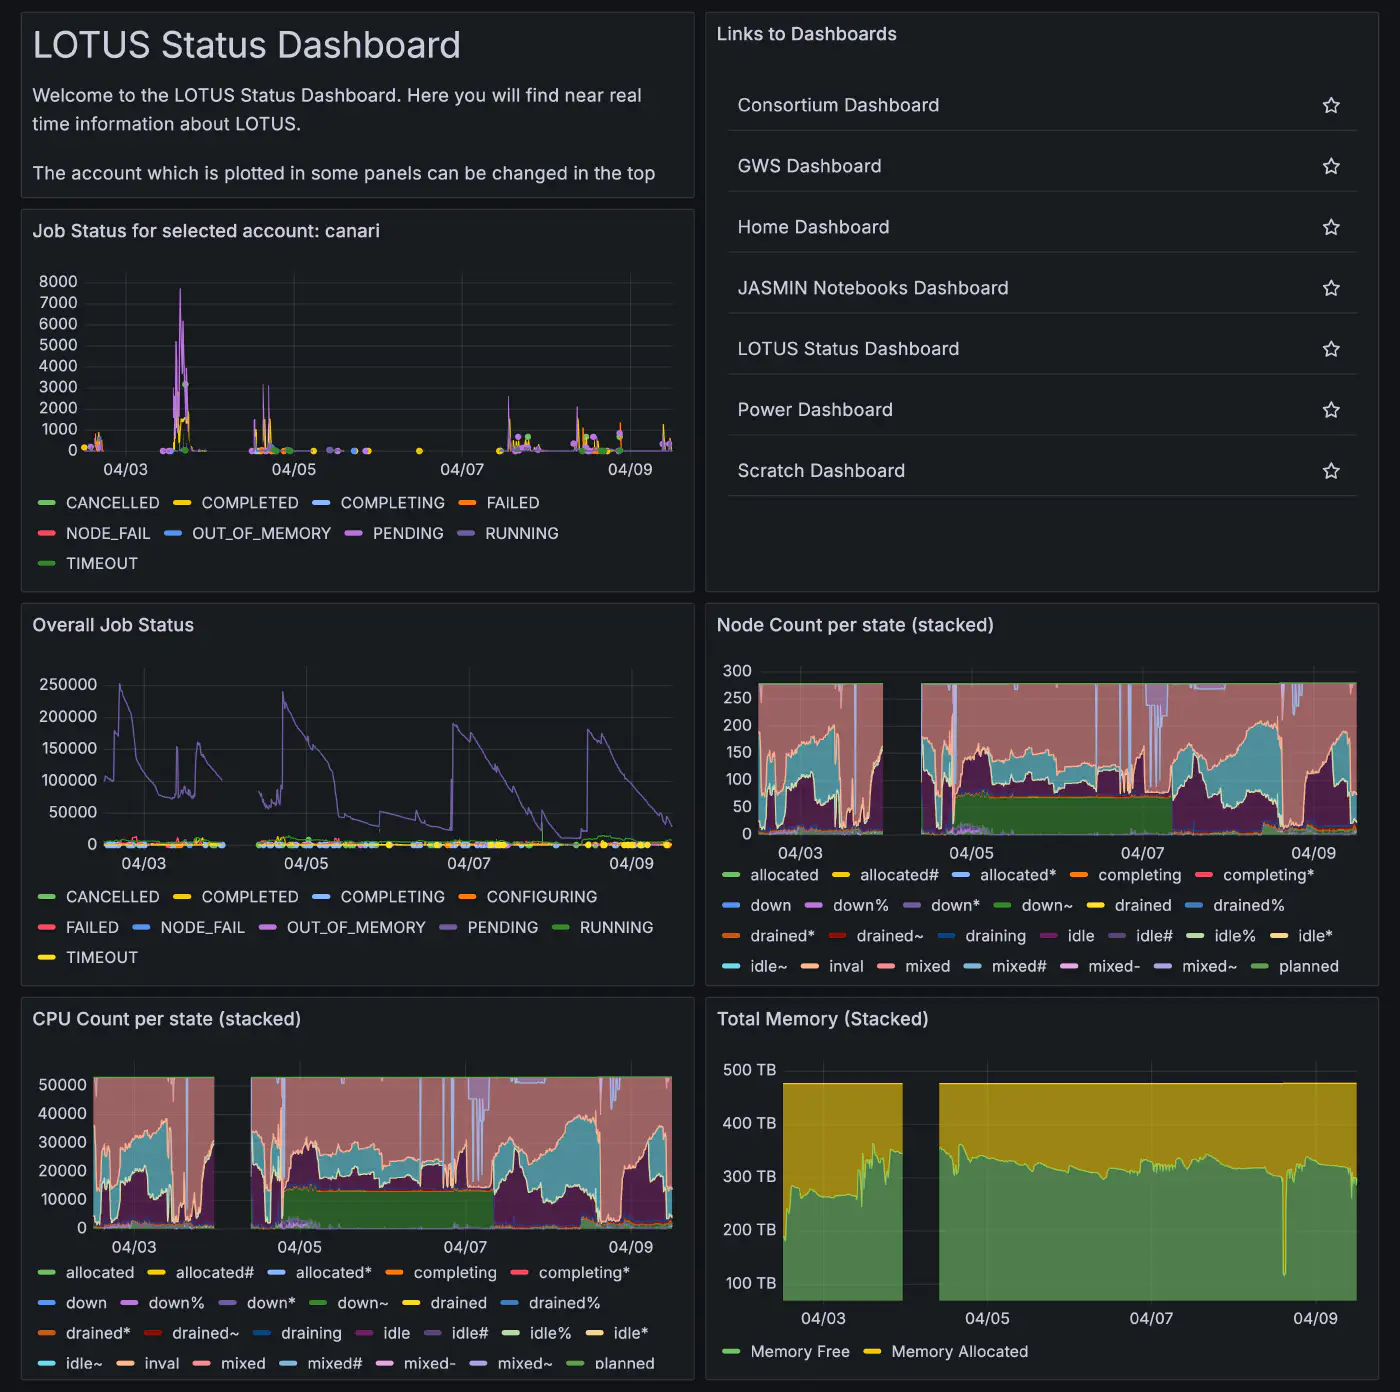 LOTUS Status Dashboard
Welcome to the LOTUS Status Dashboard. Here you will find near real
time information about LOTUS.
The account which is plotted in some panels can be changed in the top
Links to Dashboards
Consortium Dashboard
GWS Dashboard
Home Dashboard
JASMIN Notebooks Dashboard
LOTUS Status Dashboard
Power Dashboard
Scratch Dashboard
Job Status for selected account: canari
8000
7000
6000
5000
4000
3000
2000
1000
0
04/03 04/05 04/07 04/09
CANCELLED COMPLETED COMPLETING FAILED
NODE_FAIL OUT_OF_MEMORY PENDING RUNNING
TIMEOUT
Overall Job Status
250000
200000
150000
100000
50000
0
04/03 04/05 04/07 04/09
CANCELLED COMPLETED COMPLETING CONFIGURING
FAILED NODE_FAIL OUT_OF_MEMORY PENDING RUNNING
TIMEOUT
Node Count per state (stacked)
300
250
200
150
100
50
0
04/03 04/05 04/07 04/09
allocated allocated# allocated* completing completing*
down down% down* down~ drained drained%
drained* drained~ draining idle idle# idle% idle*
idle~ inval mixed mixed# mixed- mixed~ planned
CPU Count per state (stacked)
50000
40000
30000
20000
10000
0
04/03 04/05 04/07 04/09
allocated allocated# allocated* completing completing*
down down% down* down~ drained drained%
drained* drained~ draining idle idle# idle% idle*
idle~ inval mixed mixed# mixed- mixed~ planned
Total Memory (Stacked)
500 TB
400 TB
300 TB
200 TB
100 TB
04/03 04/05 04/07 04/09
Memory Free Memory Allocated